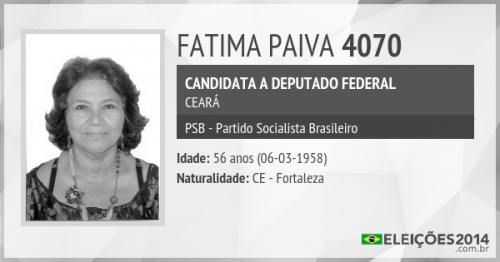 FATIMA PAIVA 4070
CANDIDATA A DEPUTADO FEDERAL
CEARÁ
PSB - Partido Socialista Brasileiro
Idade: 56 anos (06-03-1958)
Naturalidade: CE - Fortaleza
ELEIÇÕES2014
.com.br